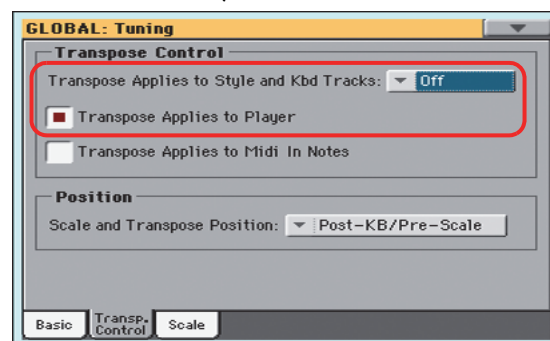 GLOBAL: Tuning
Transpose Control
Transpose Applies to Style and Kbd Tracks: Off
Transpose Applies to Player
Transpose Applies to Midi In Notes
Position
Scale and Transpose Position: Post-KB/Pre-Scale
Basic
Transp.
Control
Scale